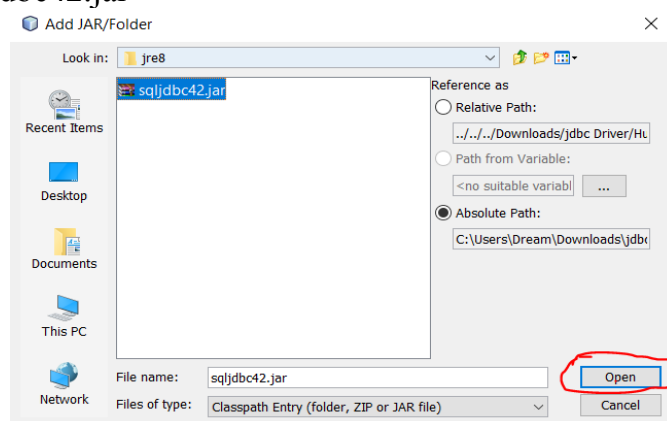 Add JAR/Folder
Look in: jre8
sqljdbc42.jar
Reference as
Relative Path:
../../../Downloads/jdbc Driver/Hu
Path from Variable:
<no suitable variabl ...
Absolute Path:
C:\Users\Dream\Downloads\jdb
Recent Items
Desktop
Documents
This PC
Network
File name: sqljdbc42.jar Open
Files of type: Classpath Entry (folder, ZIP or JAR file) Cancel